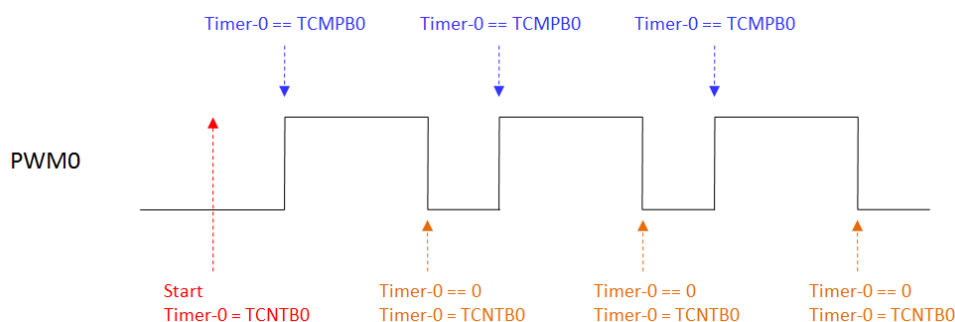 Timer-0 == TCMPB0 Timer-0 == TCMPB0 Timer-0 == TCMPB0
PWM0
Start Timer-0 == 0 Timer-0 == 0 Timer-0 == 0
Timer-0 = TCNTB0 Timer-0 = TCNTB0 Timer-0 = TCNTB0 Timer-0 = TCNTB0